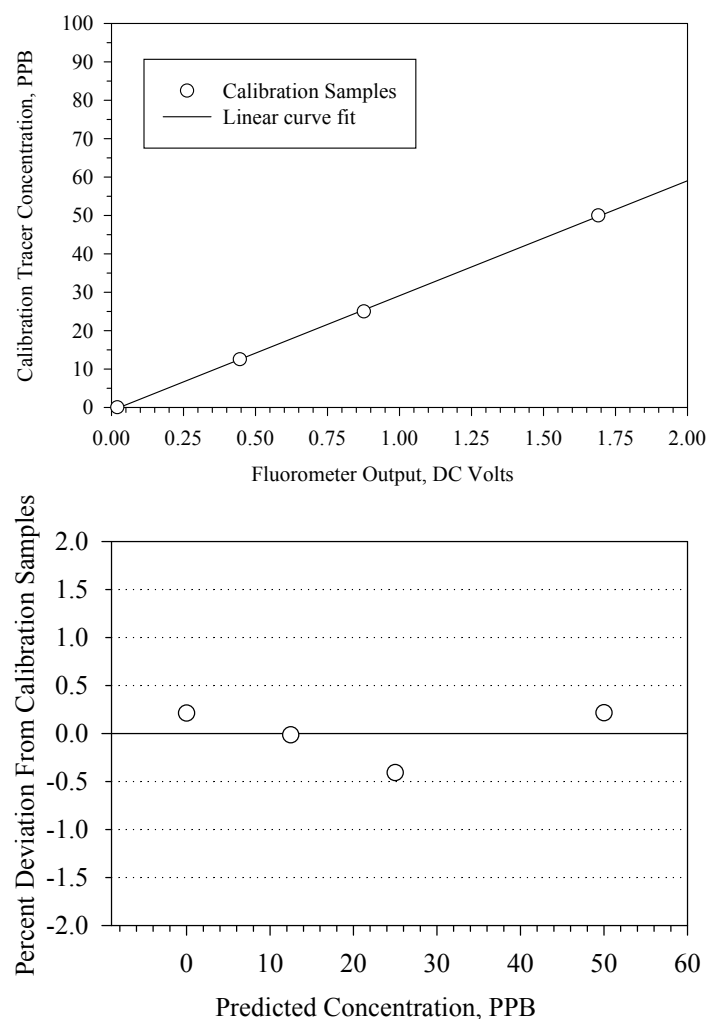 Calibration Tracer Concentration, PPB
100
90
80
70
60
50
40
30
20
10
0
Calibration Samples
Linear curve fit
0.00 0.25 0.50 0.75 1.00 1.25 1.50 1.75 2.00
Fluorometer Output, DC Volts
Percent Deviation From Calibration Samples
2.0
1.5
1.0
0.5
0.0
-0.5
-1.0
-1.5
-2.0
0 10 20 30 40 50 60
Predicted Concentration, PPB